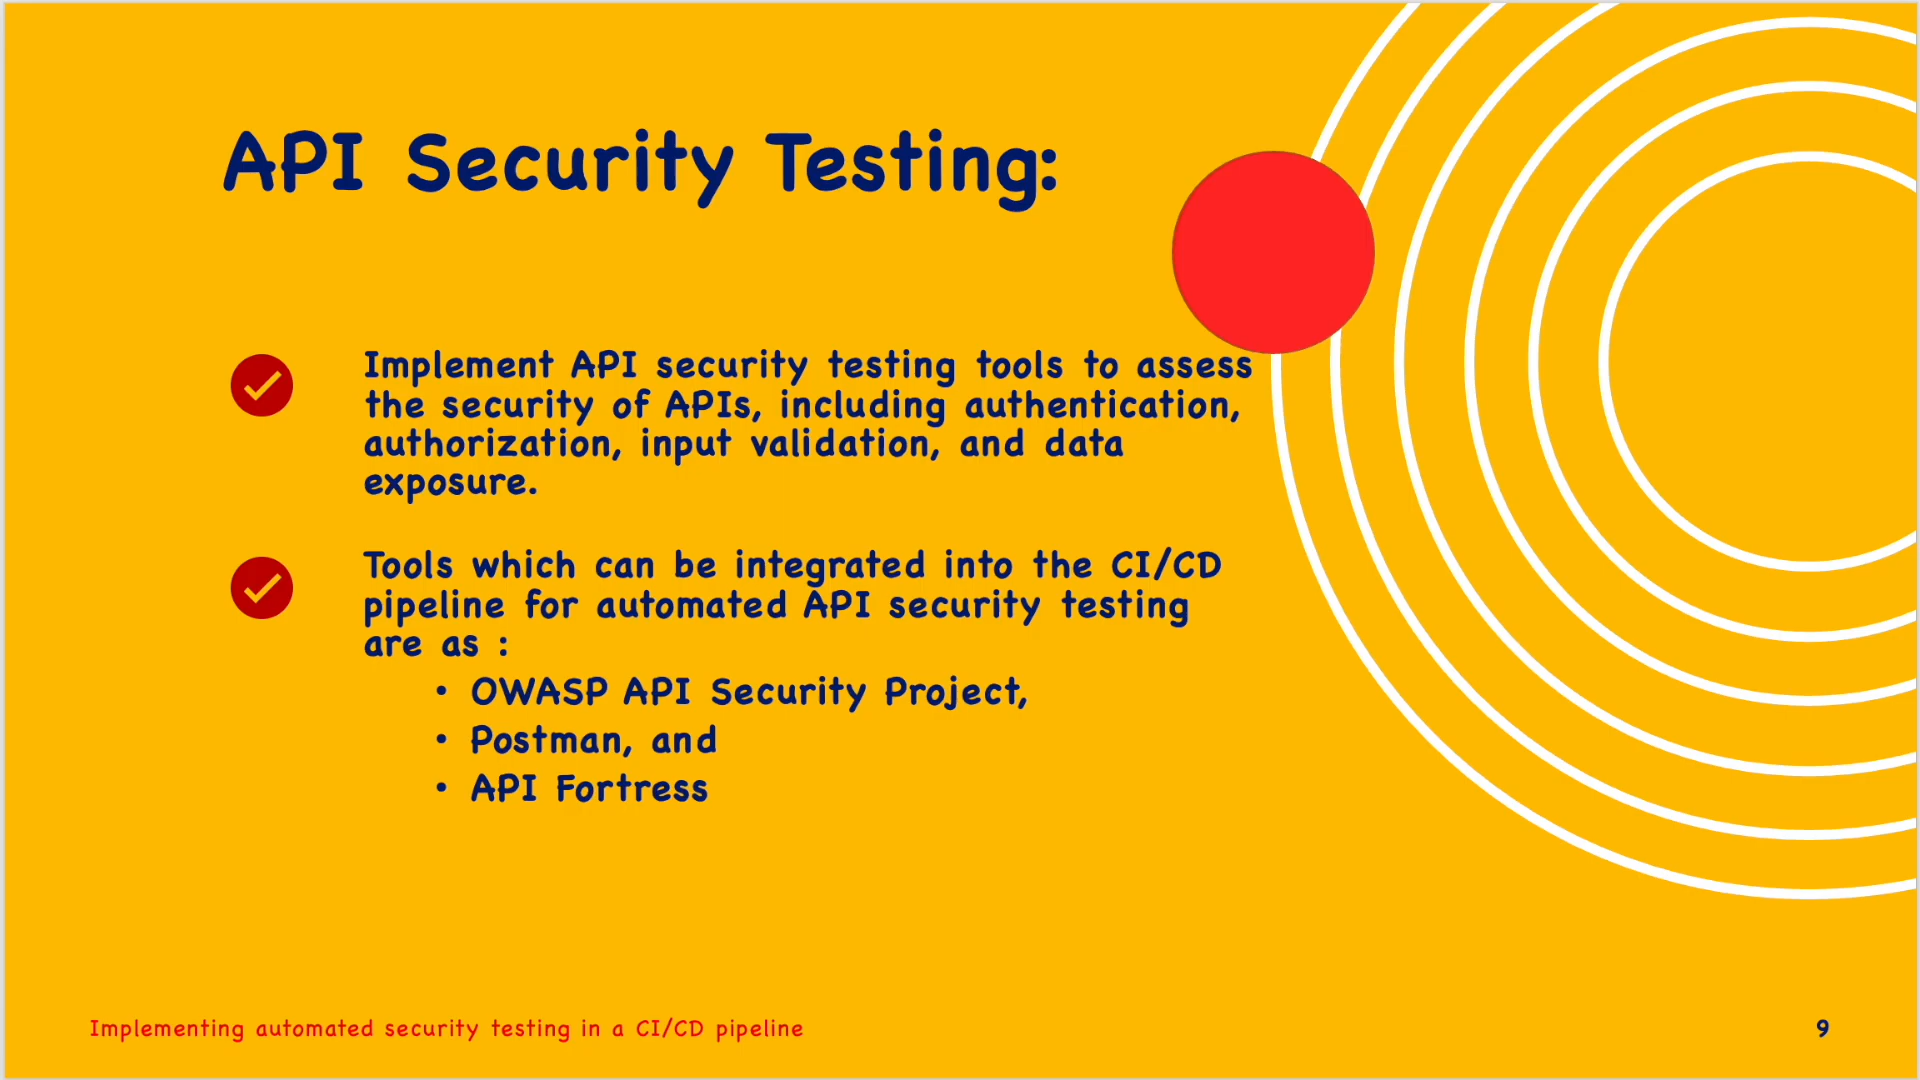 API Security Testing:
Implement API security testing tools to assess
the security of APIs, including authentication,
authorization, input validation, and data
exposure.
Tools which can be integrated into the CI/CD
pipeline for automated API security testing
are as :
• OWASP API Security Project,
• Postman, and
• API Fortress
Implementing automated security testing in a CI/CD pipeline
9